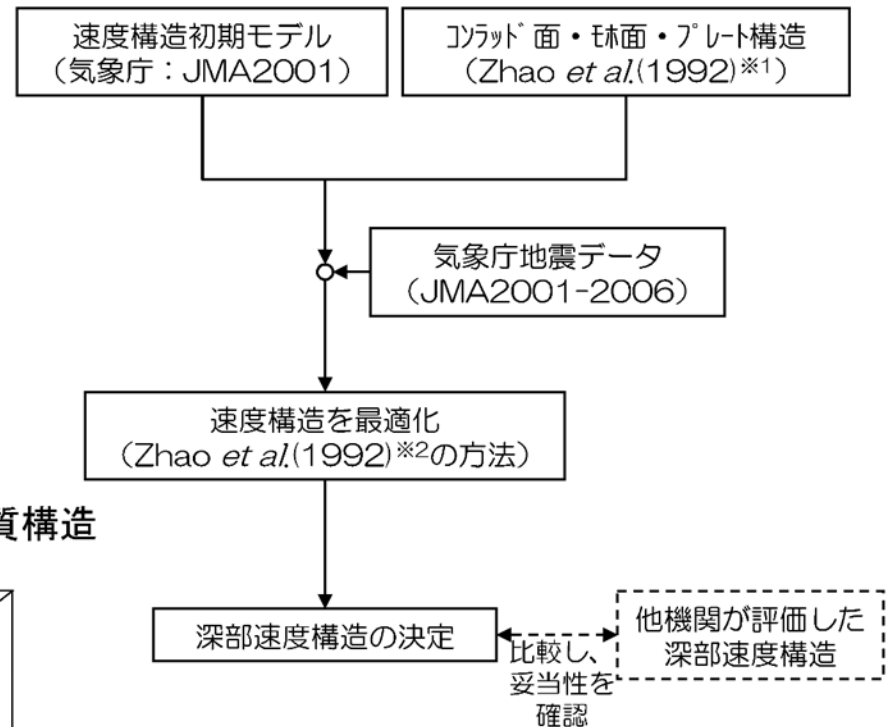 速度構造初期モデル
（気象庁：JMA2001）
ｺﾝﾗｯﾄﾞ面・ﾓﾎ面・ﾌﾟﾚｰﾄ構造
（Zhao et al.(1992)※1）
気象庁地震データ
（JMA2001-2006）
速度構造を最適化
（Zhao et al.(1992)※2の方法）
質構造
深部速度構造の決定
比較し、
妥当性を
確認
他機関が評価した
深部速度構造